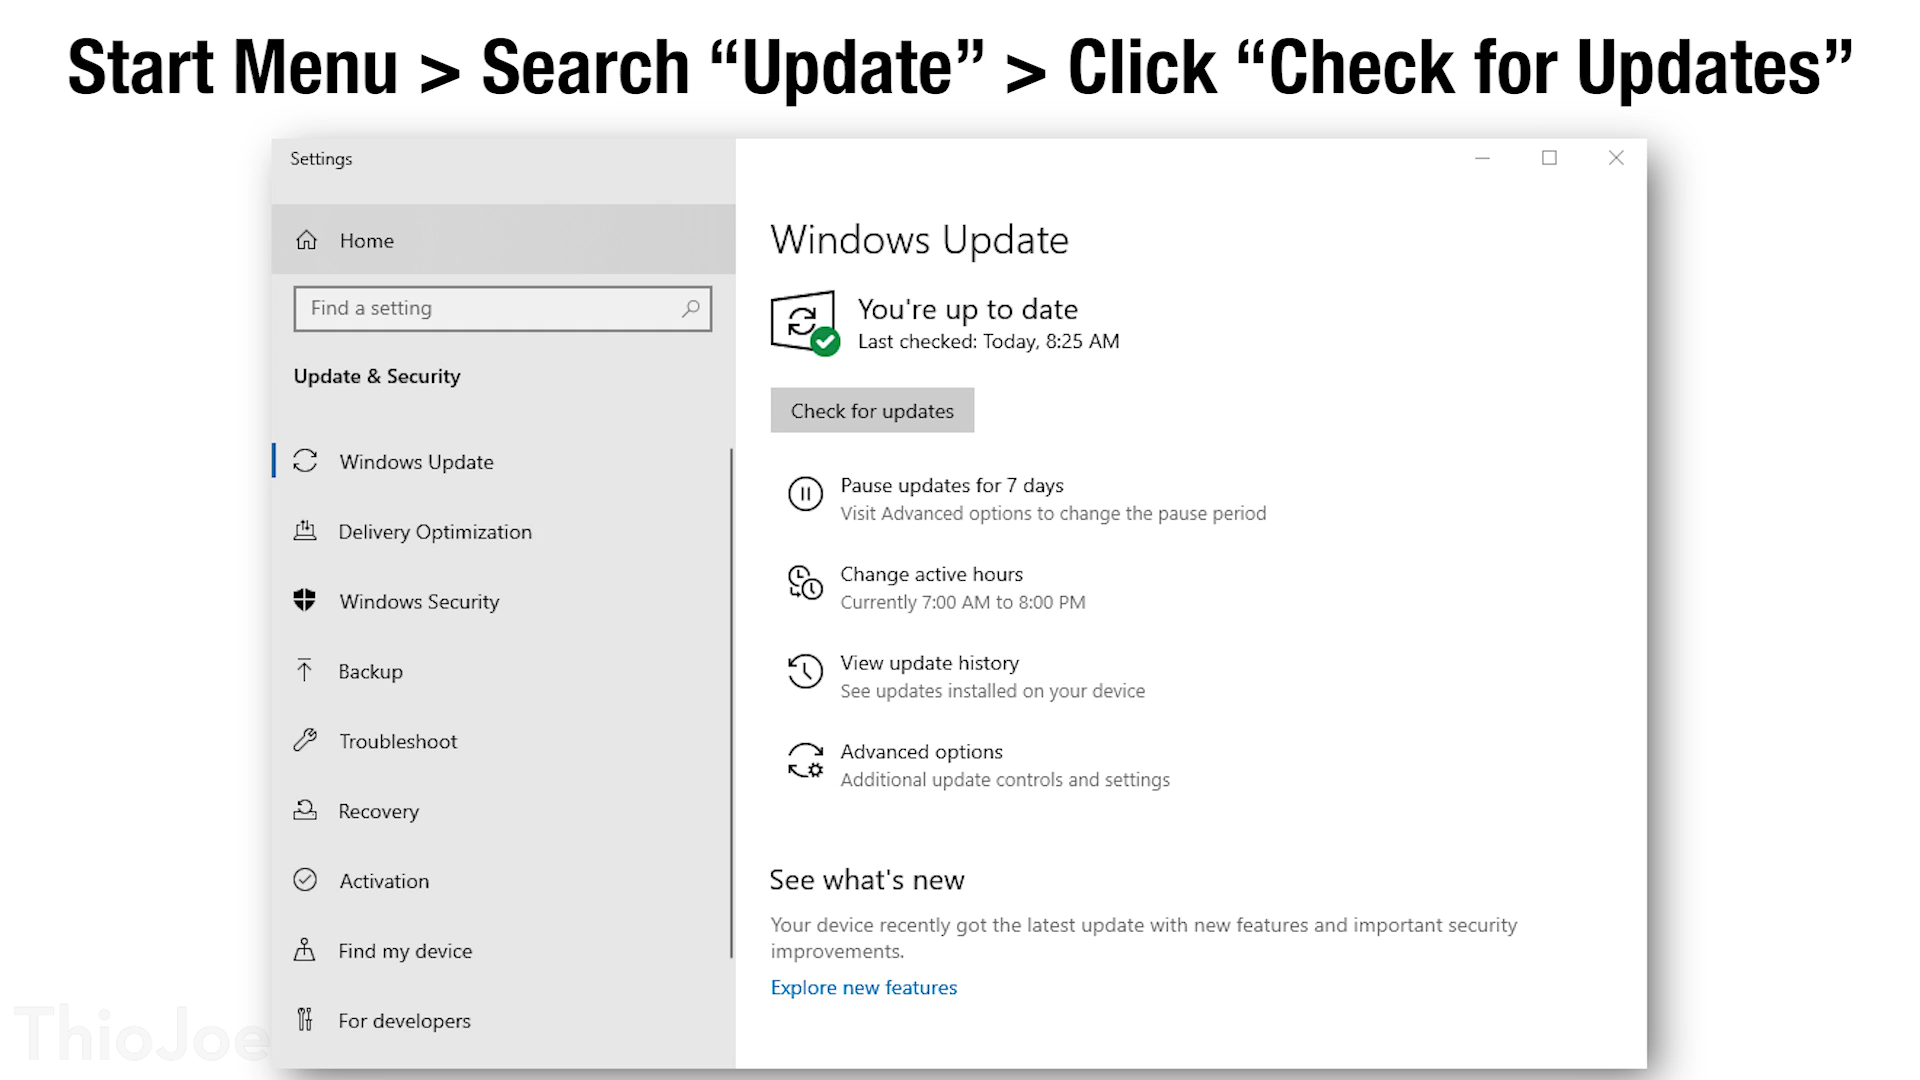 Start Menu > Search “Update” > Click “Check for Updates”
Settings
Home
Find a setting
Update & Security
Windows Update
Delivery Optimization
Windows Security
Backup
Troubleshoot
Recovery
Activation
Find my device
For developers
Windows Update
You're up to date
Last checked: Today, 8:25 AM
Check for updates
Pause updates for 7 days
Visit Advanced options to change the pause period
Change active hours
Currently 7:00 AM to 8:00 PM
View update history
See updates installed on your device
Advanced options
Additional update controls and settings
See what's new
Your device recently got the latest update with new features and important security
improvements.
Explore new features
ThioJoe